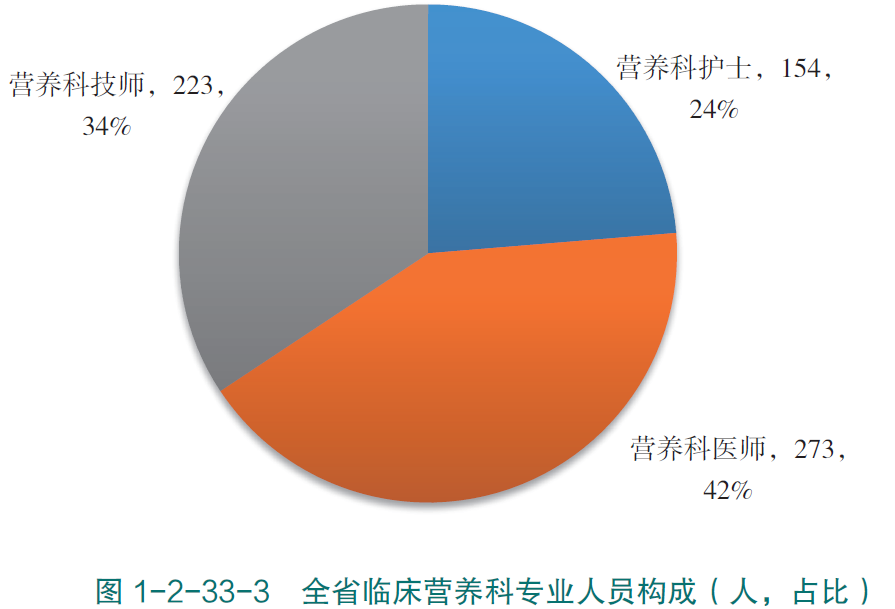 营养科技师，223，
34%
营养科护士，154，
24%
营养科医师，273，
42%
图 1-2-33-3　全省临床营养科专业人员构成（人，占比）